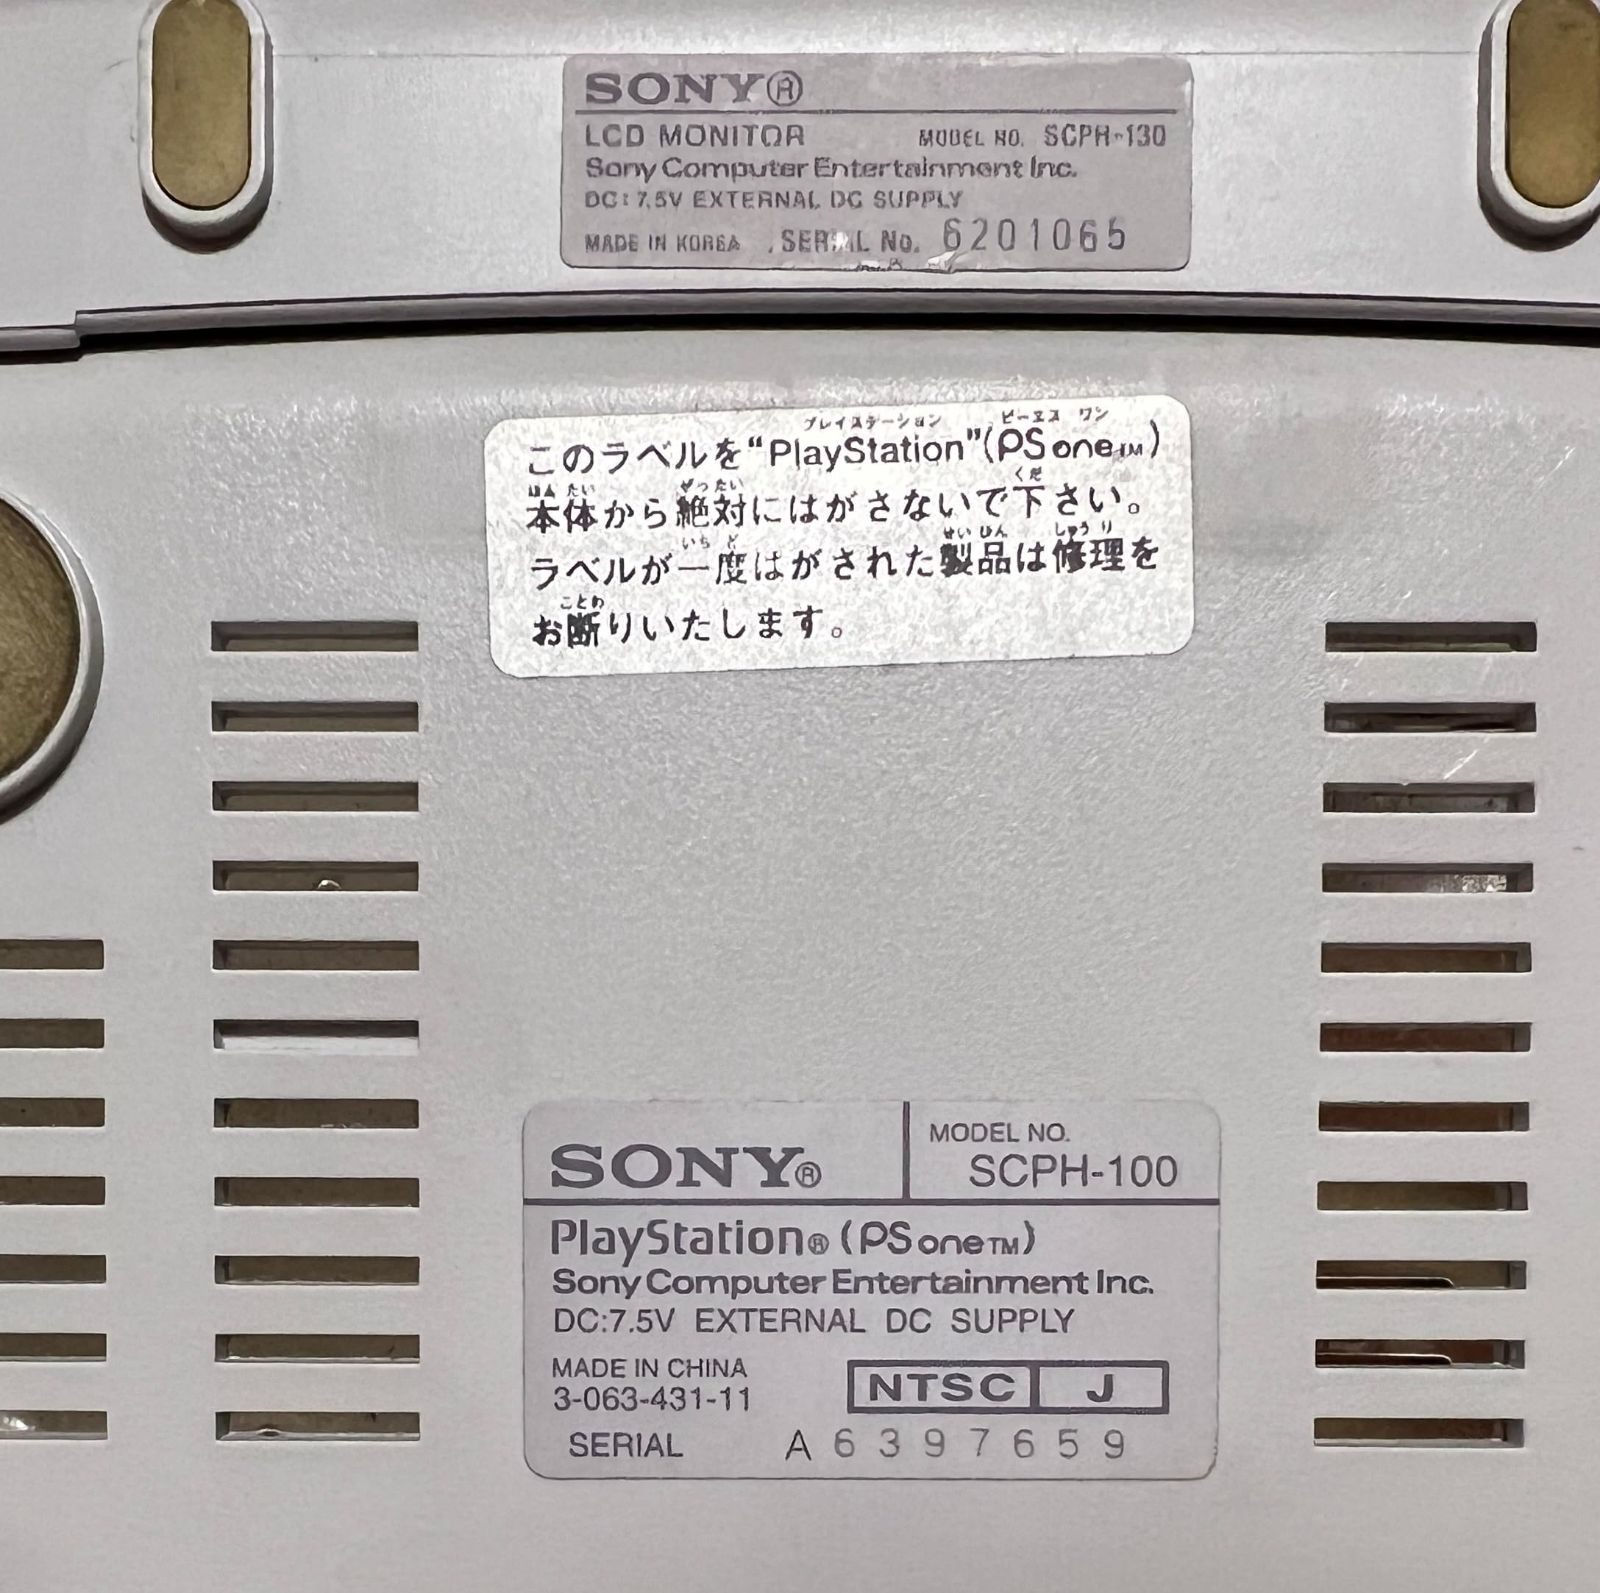 SONY®
LCD MONITOR MODEL NO. SCPH-130
Sony Computer Entertainment Inc.
DC:7.5V EXTERNAL DC SUPPLY
MADE IN KOREA SERIAL No. 6201065
プレイステーション ピーエス ワン
このラベルを“PlayStation”(PS one™)
ほん たい ぜったい くだ
本体から絶対にはがさないで下さい。
いち ど せい ひん しゅう り
ラベルが一度はがされた製品は修理を
ことわ
お断りいたします。
SONY®
MODEL NO.
SCPH-100
PlayStation® (PS one™)
Sony Computer Entertainment Inc.
DC:7.5V EXTERNAL DC SUPPLY
MADE IN CHINA
3-063-431-11
NTSC J
SERIAL A6397659